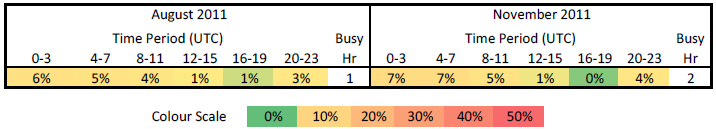 August 2011 November 2011
Time Period (UTC) Busy Time Period (UTC) Busy
0-3 4-7 8-11 12-15 16-19 20-23 Hr 0-3 4-7 8-11 12-15 16-19 20-23 Hr
6% 5% 4% 1% 1% 3% 1 7% 7% 5% 1% 0% 4% 2
Colour Scale 0% 10% 20% 30% 40% 50%